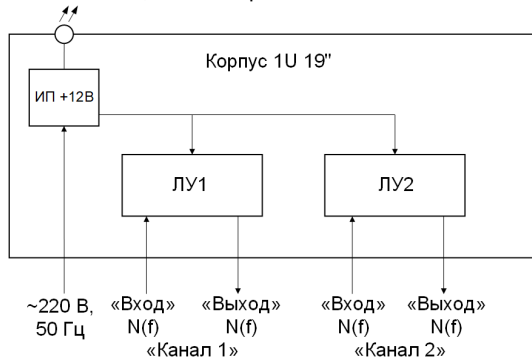 Корпус 1U 19"
ИП +12В
ЛУ1
ЛУ2
~220 В,
50 Гц
«Вход»
N(f)
«Выход»
N(f)
«Канал 1»
«Вход»
N(f)
«Выход»
N(f)
«Канал 2»